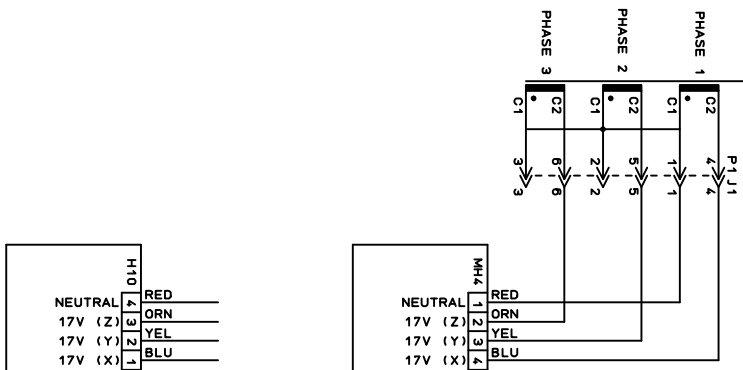 PHASE 3
PHASE 2
PHASE 1
C1 C2
C1 C2
C1 C2
3 6 2 5 1 4 P1 J1
3 6 2 5 1 4
H10
NEUTRAL 4 RED
17V (Z) 3 ORN
17V (Y) 2 YEL
17V (X) 1 BLU
MH4
NEUTRAL 1 RED
17V (Z) 2 ORN
17V (Y) 3 YEL
17V (X) 4 BLU